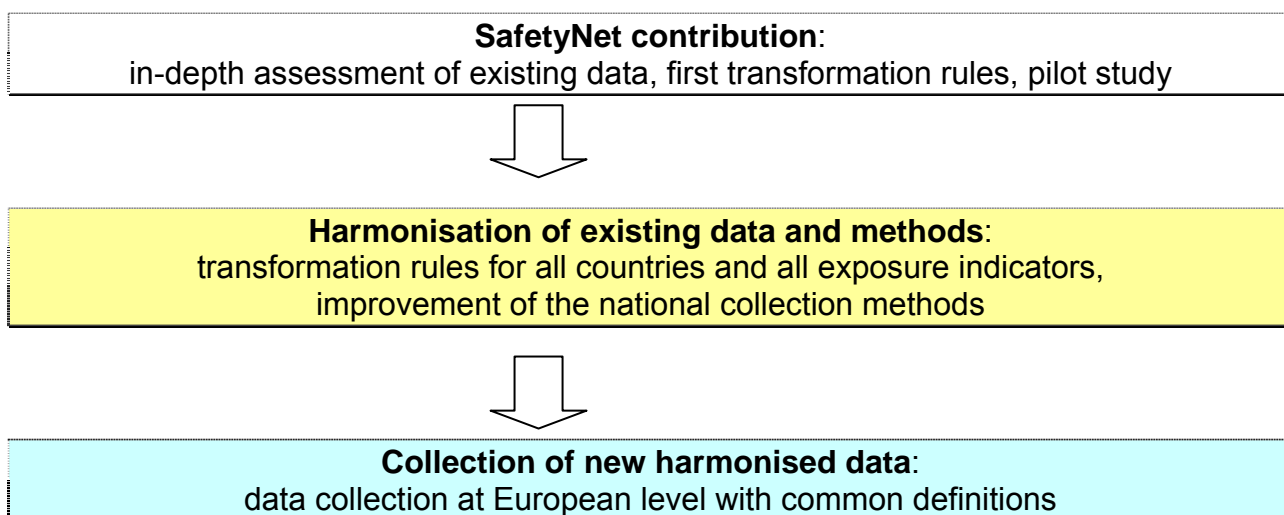 SafetyNet contribution:
in-depth assessment of existing data, first transformation rules, pilot study
Harmonisation of existing data and methods:
transformation rules for all countries and all exposure indicators,
improvement of the national collection methods
Collection of new harmonised data:
data collection at European level with common definitions